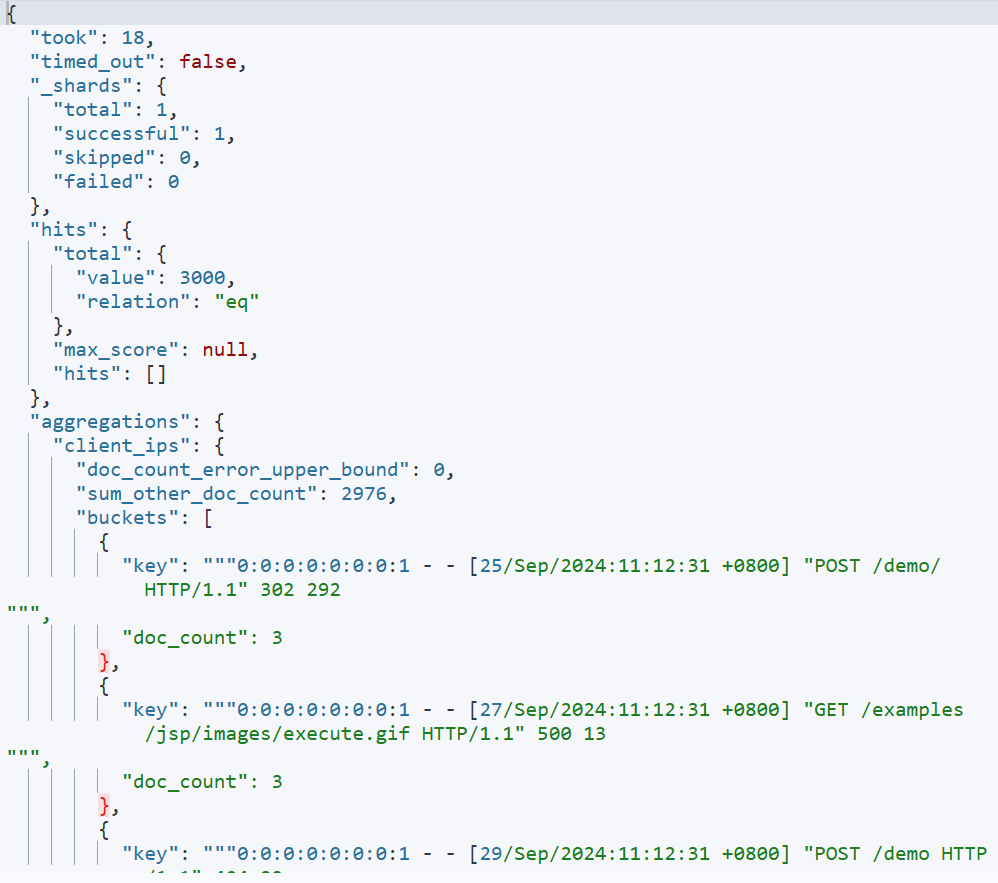 {
"took": 18,
"timed_out": false,
"_shards": {
"total": 1,
"successful": 1,
"skipped": 0,
"failed": 0
},
"hits": {
"total": {
"value": 3000,
"relation": "eq"
},
"max_score": null,
"hits": []
},
"aggregations": {
"client_ips": {
"doc_count_error_upper_bound": 0,
"sum_other_doc_count": 2976,
"buckets": [
{
"key": """0:0:0:0:0:0:0:1 - - [25/Sep/2024:11:12:31 +0800] "POST /demo/
HTTP/1.1" 302 292
""",
"doc_count": 3
},
{
"key": """0:0:0:0:0:0:0:1 - - [27/Sep/2024:11:12:31 +0800] "GET /examples
/jsp/images/execute.gif HTTP/1.1" 500 13
""",
"doc_count": 3
},
{
"key": """0:0:0:0:0:0:0:1 - - [29/Sep/2024:11:12:31 +0800] "POST /demo HTTP